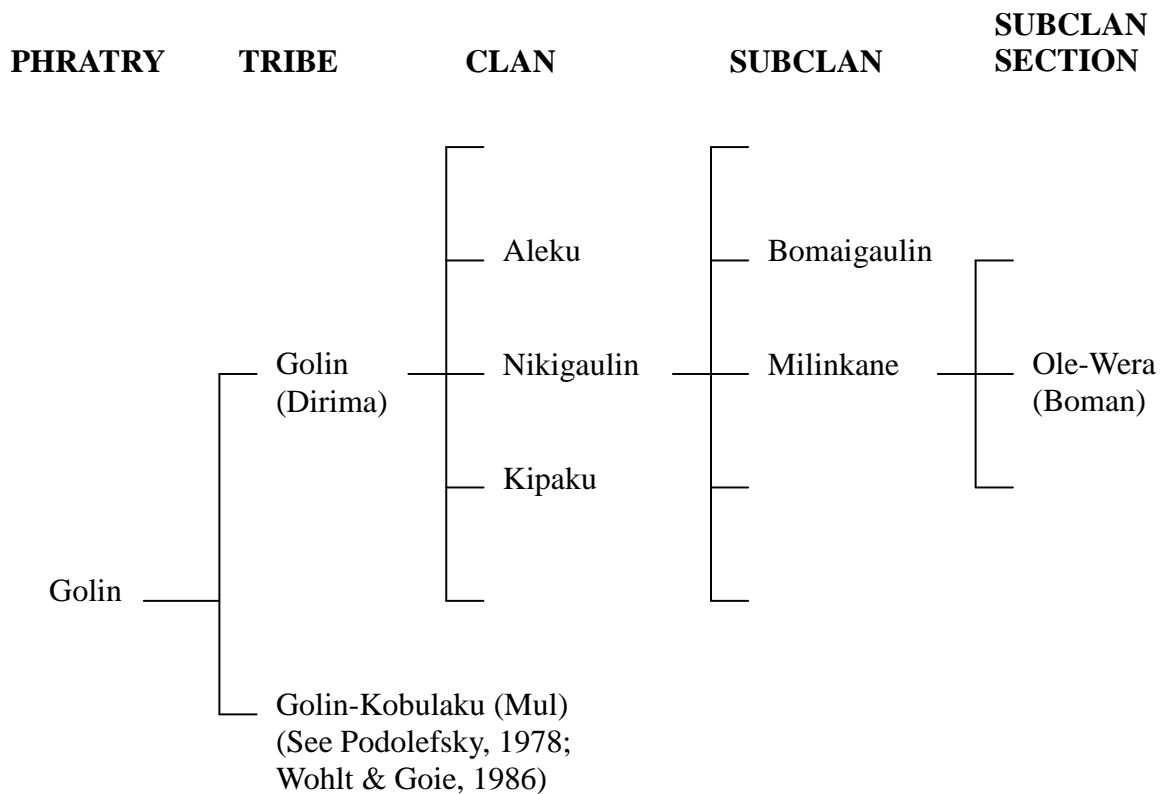 PHRATRY TRIBE CLAN SUBCLAN SUBCLAN
SECTION
Aleku Bomaigaulin
Golin
(Dirima)
Nikigaulin Milinkane Ole-Wera
(Boman)
Kipaku
Golin
Golin-Kobulaku (Mul)
(See Podolefsky, 1978;
Wohlt & Goie, 1986)